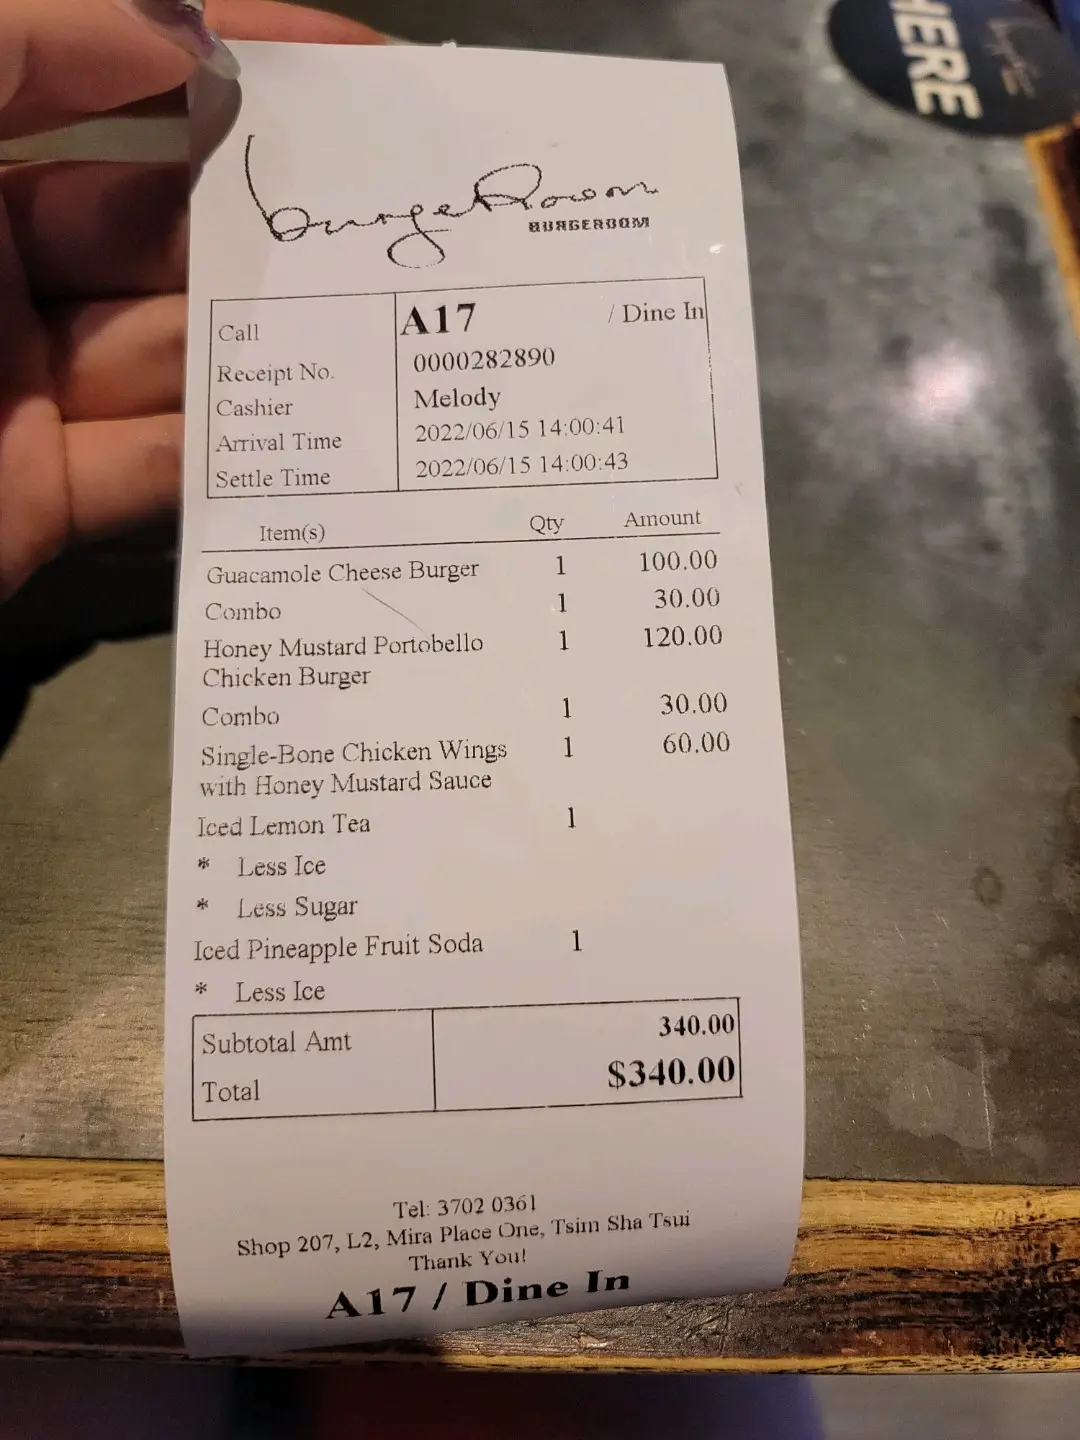 burgeRoom
BURGEROOM
Call A17 / Dine In
Receipt No. 0000282890
Cashier Melody
Arrival Time 2022/06/15 14:00:41
Settle Time 2022/06/15 14:00:43
Item(s) Qty Amount
Guacamole Cheese Burger 1 100.00
Combo 1 30.00
Honey Mustard Portobello 1 120.00
Chicken Burger
Combo 1 30.00
Single-Bone Chicken Wings 1 60.00
with Honey Mustard Sauce
Iced Lemon Tea 1
* Less Ice
* Less Sugar
Iced Pineapple Fruit Soda 1
* Less Ice
Subtotal Amt 340.00
Total $340.00
Tel: 3702 0361
Shop 207, L2, Mira Place One, Tsim Sha Tsui
Thank You!
A17 / Dine In
HERE